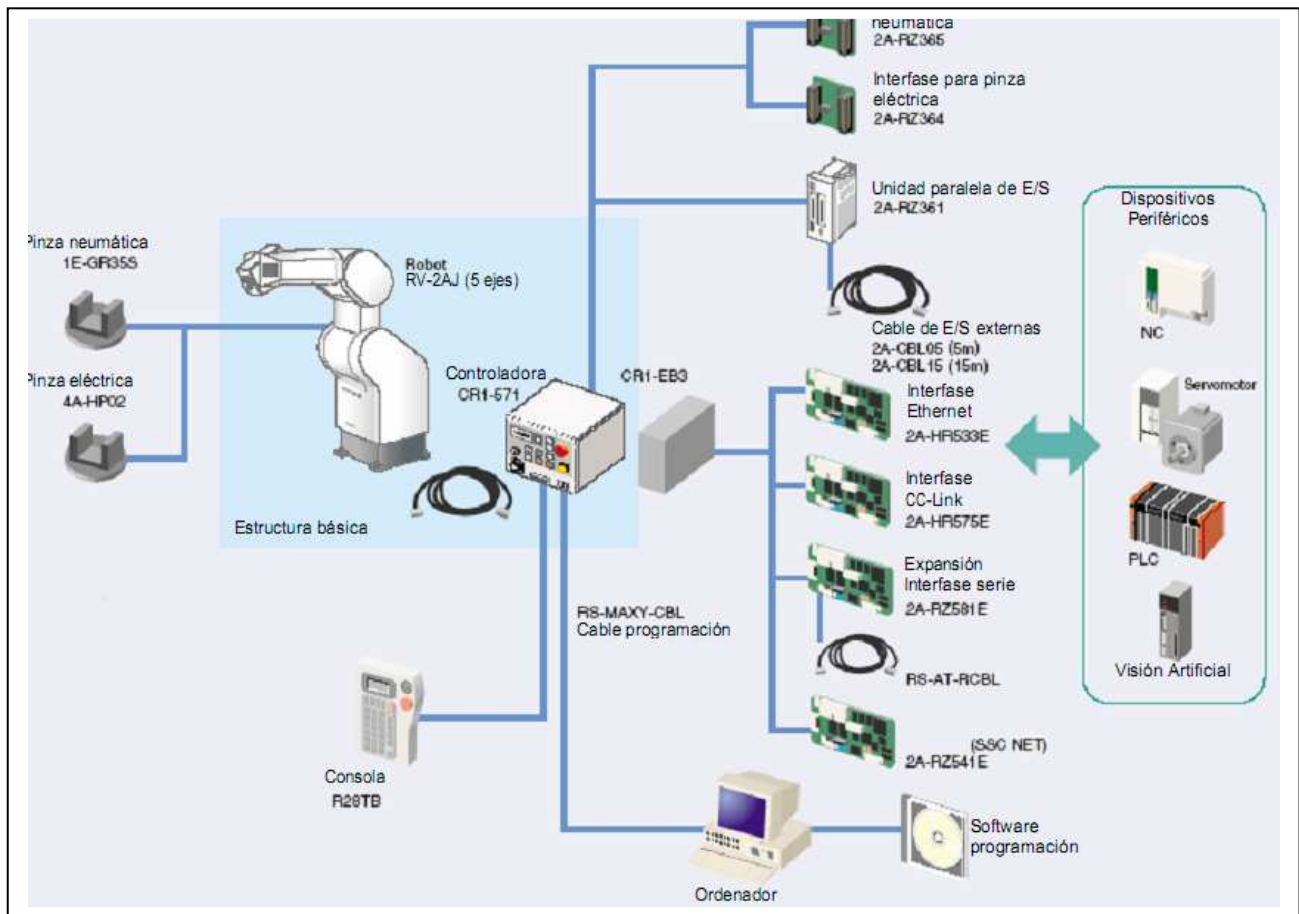 neumática
2A-RZ365
Interfase para pinza
eléctrica
2A-RZ364
Unidad paralela de E/S
2A-RZ361
Cable de E/S externas
2A-CBL05 (5m)
2A-CBL15 (15m)
Pinza neumática
1E-GR35S
Pinza eléctrica
4A-HP02
Robot
RV-2AJ (5 ejes)
Controladora
CR1-571
Estructura básica
CR1-EB3
Interfase
Ethernet
2A-HR533E
Interfase
CC-Link
2A-HR575E
Expansión
Interfase serie
2A-RZ581E
RS-AT-RCBL
(SSC NET)
2A-RZ541E
Dispositivos
Periféricos
NC
Servomotor
PLC
Visión Artificial
RS-MAXY-CBL
Cable programación
Consola
R28TB
Ordenador
Software
programación